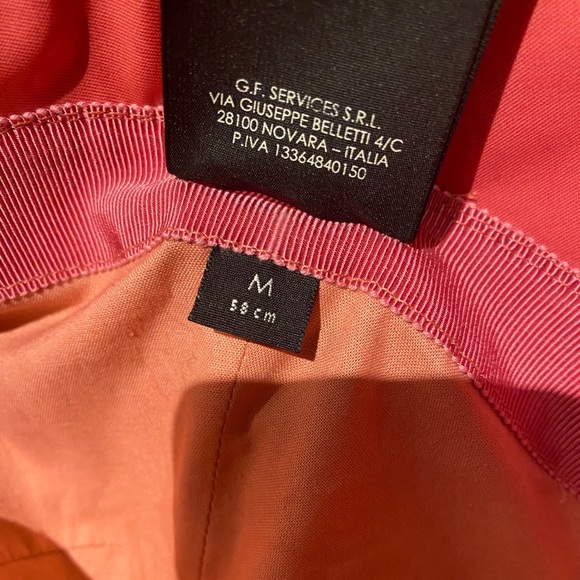 G.F. SERVICES S.R.L.
VIA GIUSEPPE BELLETTI 4/C
28100 NOVARA – ITALIA
P.IVA 13364840150
M
58 cm